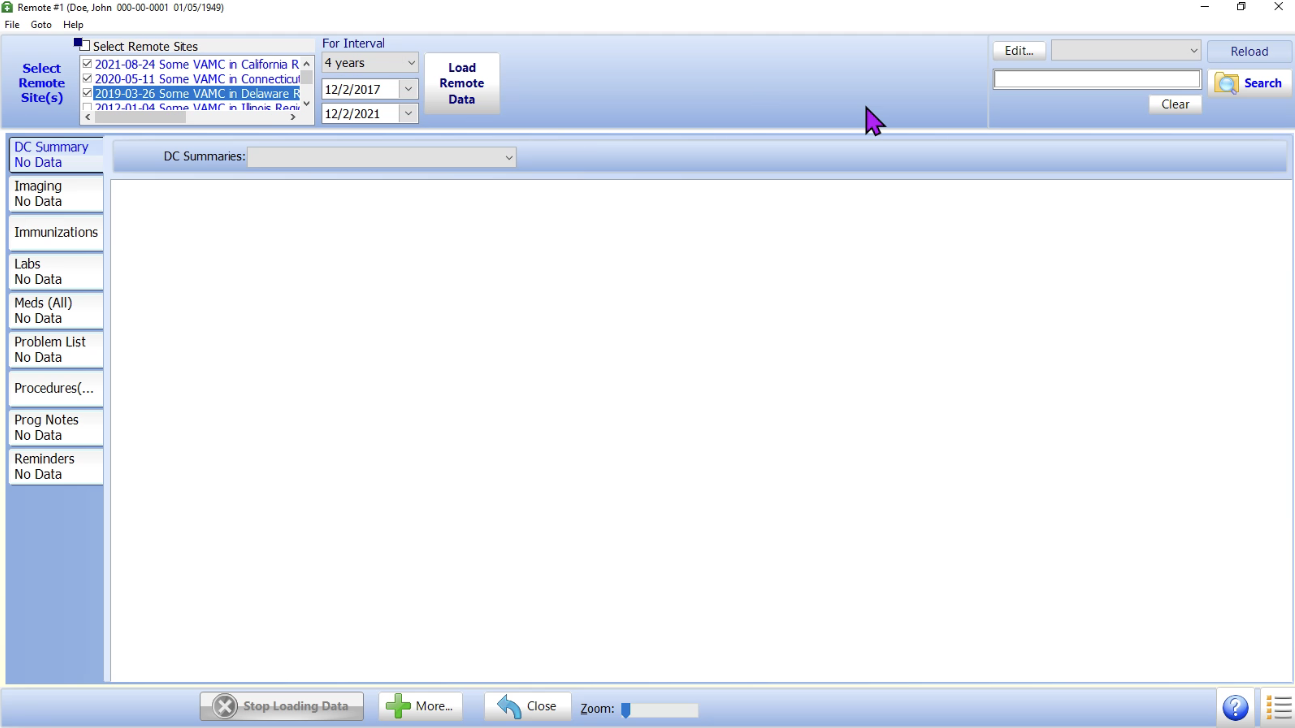 Remote #1 (Doe, John 000-00-0001 01/05/1949)
File Goto Help
Select Remote Site(s)
Select Remote Sites
2021-08-24 Some VAMC in California R
2020-05-11 Some VAMC in Connecticut
2019-03-26 Some VAMC in Delaware R
2012-01-04 Some VAMC in Illinois Regi
For Interval
4 years
12/2/2017
12/2/2021
Load
Remote
Data
Edit...
Reload
Search
Clear
DC Summary
No Data
Imaging
No Data
Immunizations
Labs
No Data
Meds (All)
No Data
Problem List
No Data
Procedures(...
Prog Notes
No Data
Reminders
No Data
DC Summaries:
Stop Loading Data
More...
Close
Zoom: